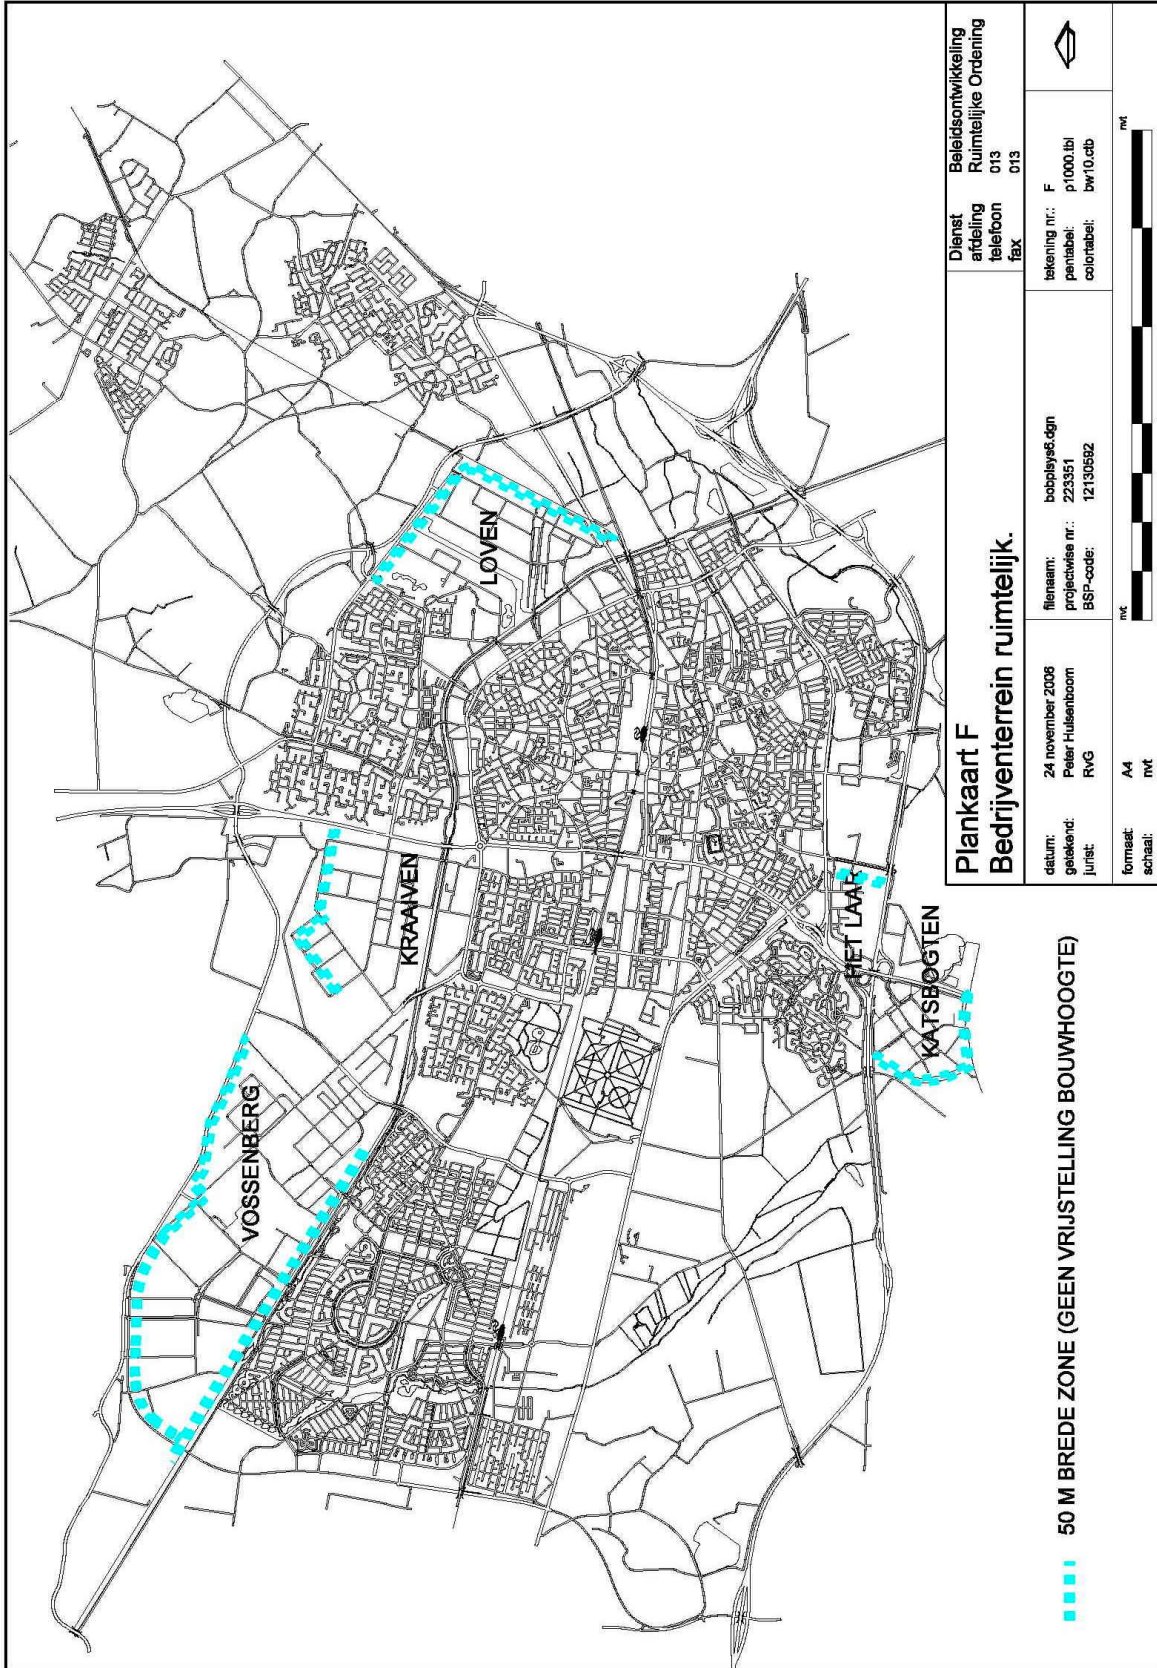 VOSSENBERG
KRAAIVEN
LOVEN
HET LAAR
KATSBOGTEN
50 M BREDE ZONE (GEEN VRIJSTELLING BOUWHOOGTE)
Plankaart F
Bedrijventerrein ruimtelijk.
Dienst Beleidsontwikkeling
afdeling Ruimtelijke Ordening
telefoon 013
fax 013
datum: 24 november 2006
getekend: Peter Hulsenboom
jurist: RvG
filenaam: bobplsys6.dgn
projectwise nr.: 223351
BSP-code: 12130582
tekening nr.: F
pentabel: p1000.tbl
colortabel: bw10.ctb
formaat: A4
schaal: nvt
nvt
nvt